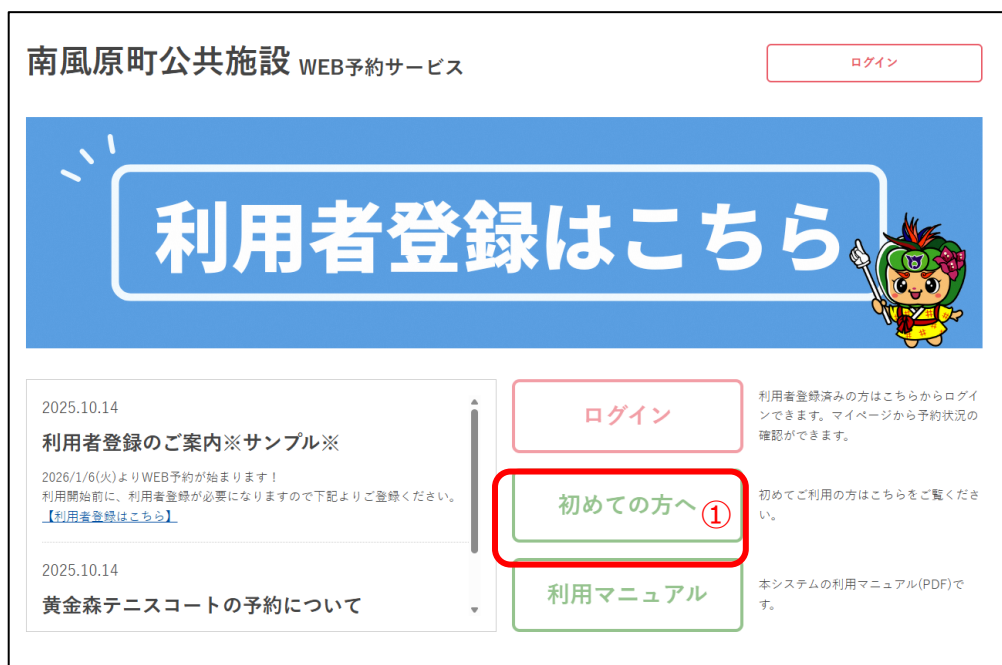 南風原町公共施設 WEB予約サービス
ログイン
利用者登録はこちら
2025.10.14
利用者登録のご案内※サンプル※
2026/1/6(火)よりWEB予約が始まります！
利用開始前に、利用者登録が必要になりますので下記よりご登録ください。
【利用者登録はこちら】
2025.10.14
黄金森テニスコートの予約について
ログイン
利用者登録済みの方はこちらからログイ
ンできます。マイページから予約状況の
確認ができます。
初めての方へ ①
初めてご利用の方はこちらをご覧くださ
い。
利用マニュアル
本システムの利用マニュアル(PDF)で
す。